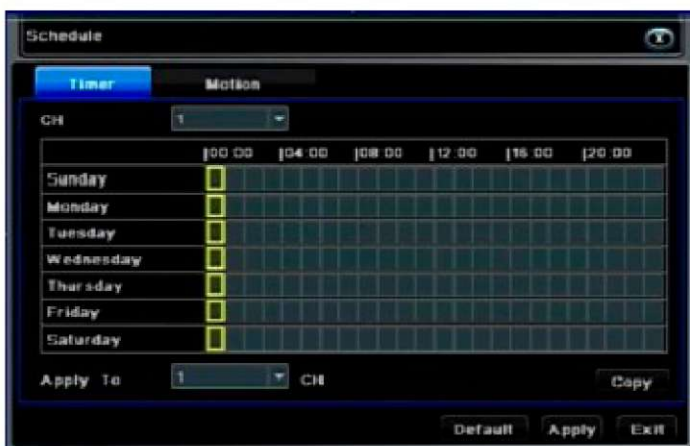 Schedule X
Timer Motion
CH 1
00:00 04:00 08:00 12:00 16:00 20:00
Sunday
Monday
Tuesday
Wednesday
Thursday
Friday
Saturday
Apply To 1 CH Copy
Default Apply Exit